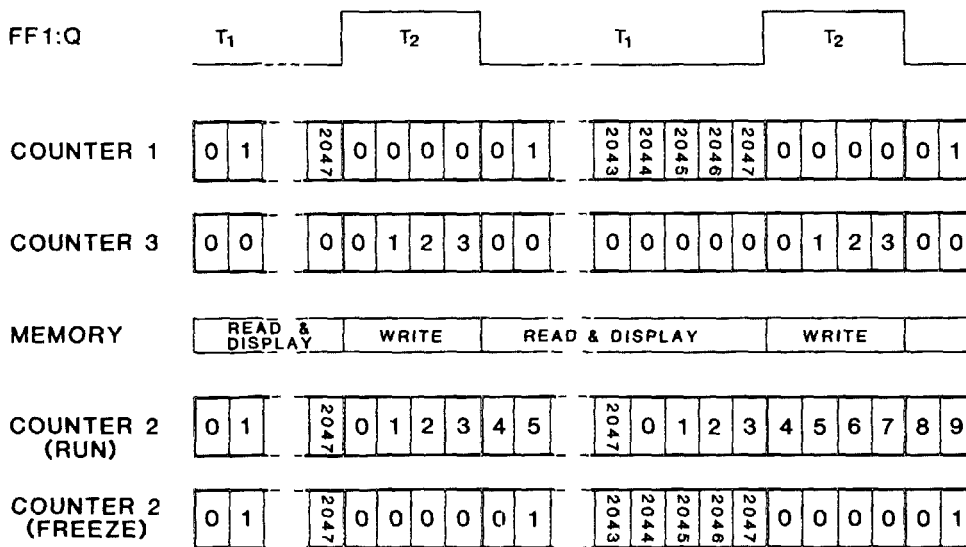 FF1:Q T1 T2 T1 T2
COUNTER 1 0 1 2047 0 0 0 0 0 1 2043 2044 2045 2046 2047 0 0 0 0 0 1
COUNTER 3 0 0 0 0 1 2 3 0 0 0 0 0 0 0 0 1 2 3 0 0
MEMORY READ & DISPLAY WRITE READ & DISPLAY WRITE
COUNTER 2 (RUN) 0 1 2047 0 1 2 3 4 5 2047 0 1 2 3 4 5 6 7 8 9
COUNTER 2 (FREEZE) 0 1 2047 0 0 0 0 0 1 2043 2044 2045 2046 2047 0 0 0 0 0 1